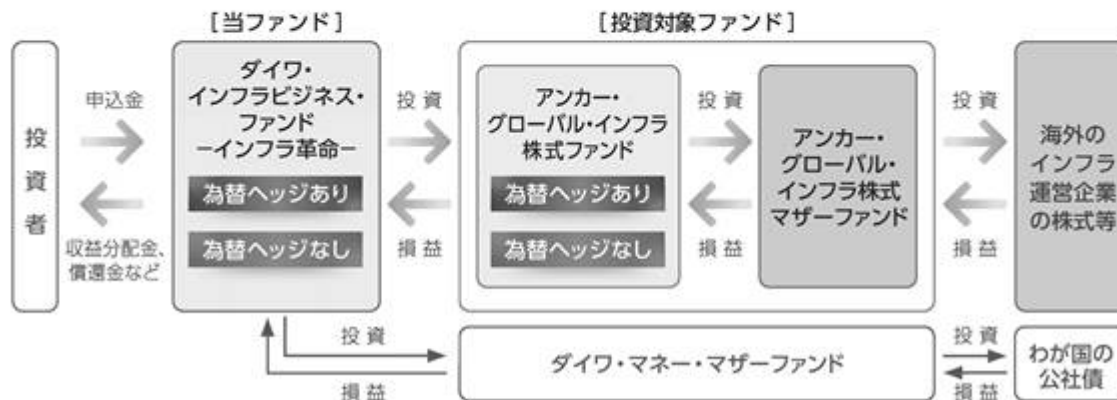 [当ファンド]
[投資対象ファンド]
投資者
申込金
収益分配金、
償還金など
ダイワ・
インフラビジネス・
ファンド
−インフラ革命−
為替ヘッジあり
為替ヘッジなし
投資
損益
アンカー・
グローバル・インフラ
株式ファンド
為替ヘッジあり
為替ヘッジなし
投資
損益
アンカー・
グローバル・
インフラ株式
マザーファンド
投資
損益
海外の
インフラ
運営企業
の株式等
投資
損益
ダイワ・マネー・マザーファンド
投資
損益
わが国の
公社債